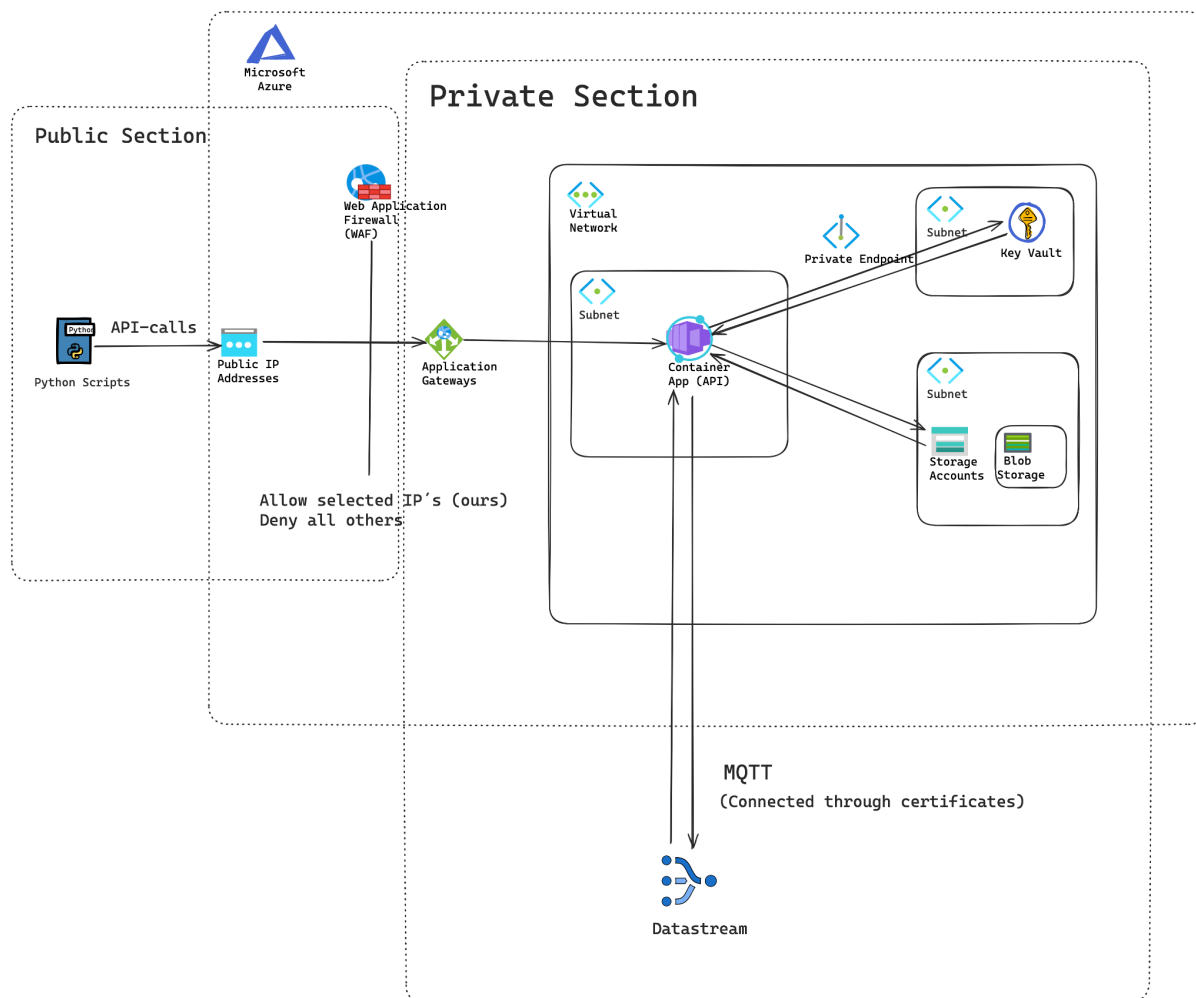 Microsoft
Azure
Private Section
Public Section
Web Application
Firewall
(WAF)
Virtual
Network
Subnet
Key Vault
Private Endpoint
Subnet
Python
API-calls
Python Scripts
Public IP
Addresses
Application
Gateways
Container
App (API)
Subnet
Storage
Accounts
Blob
Storage
Allow selected IP´s (ours)
Deny all others
MQTT
(Connected through certificates)
Datastream